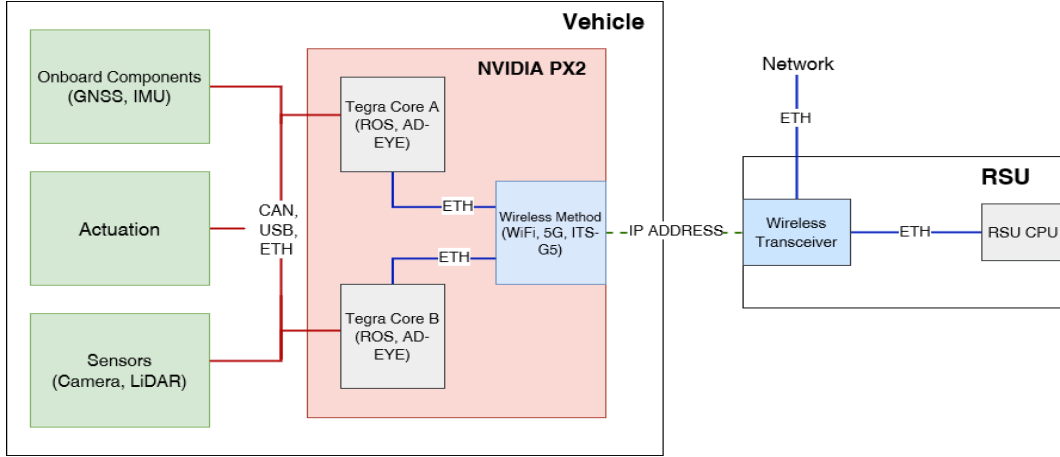 Vehicle
Onboard Components
(GNSS, IMU)
Actuation
Sensors
(Camera, LiDAR)
CAN,
USB,
ETH
NVIDIA PX2
Tegra Core A
(ROS, AD-
EYE)
ETH
Wireless Method
(WiFi, 5G, ITS-
G5)
ETH
Tegra Core B
(ROS, AD-
EYE)
IP ADDRESS
Network
ETH
RSU
Wireless
Transceiver
ETH
RSU CPU